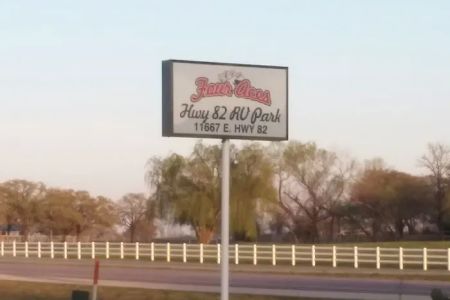 Four Aces
Hwy 82 RV Park
11667 E. HWY 82